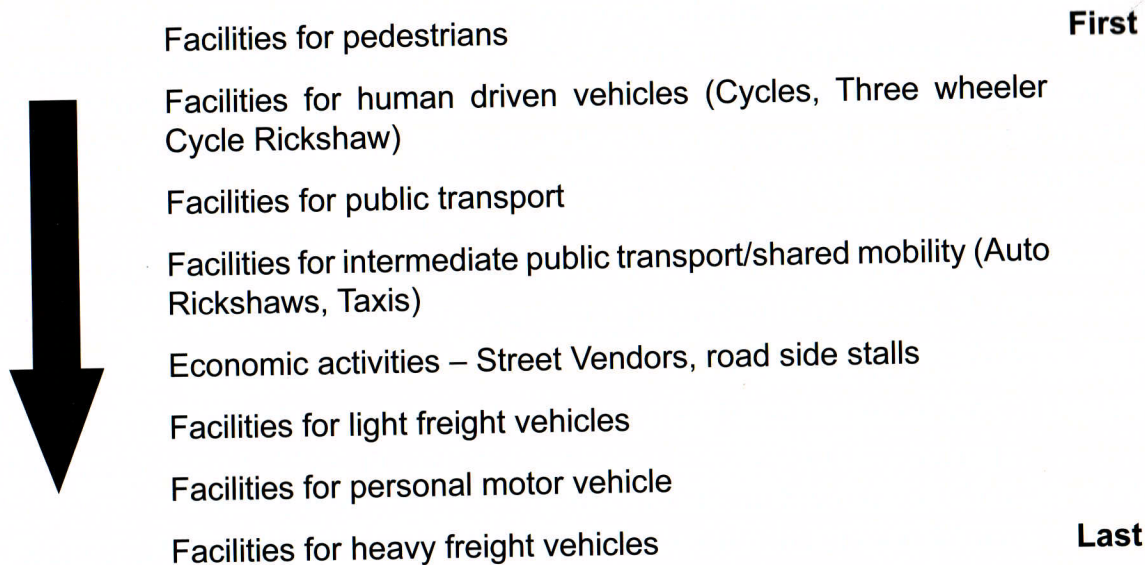 Facilities for pedestrians First
Facilities for human driven vehicles (Cycles, Three wheeler
Cycle Rickshaw)
Facilities for public transport
Facilities for intermediate public transport/shared mobility (Auto
Rickshaws, Taxis)
Economic activities – Street Vendors, road side stalls
Facilities for light freight vehicles
Facilities for personal motor vehicle
Facilities for heavy freight vehicles Last